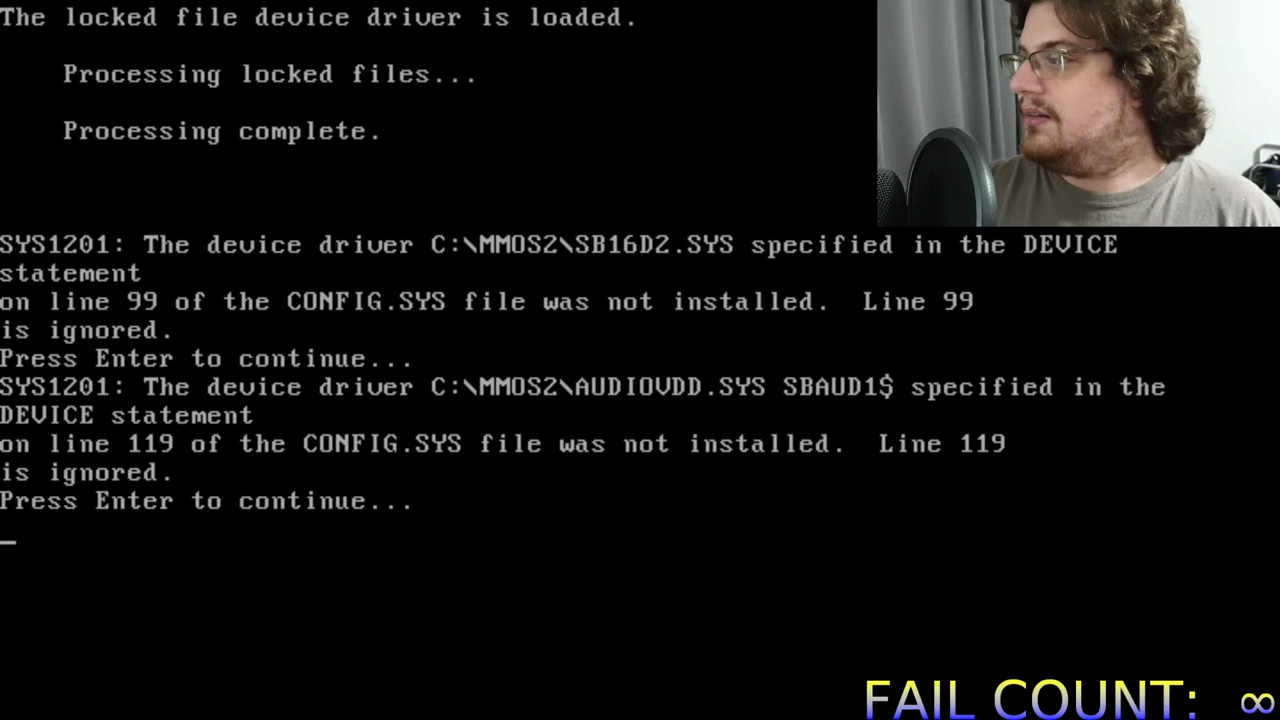 The locked file device driver is loaded.
Processing locked files...
Processing complete.
SYS1201: The device driver C:\MMOS2\SB16D2.SYS specified in the DEVICE
statement
on line 99 of the CONFIG.SYS file was not installed.  Line 99
is ignored.
Press Enter to continue...
SYS1201: The device driver C:\MMOS2\AUDIOVDD.SYS SBAUD1$ specified in the
DEVICE statement
on line 119 of the CONFIG.SYS file was not installed.  Line 119
is ignored.
Press Enter to continue...
_
FAIL COUNT: ∞